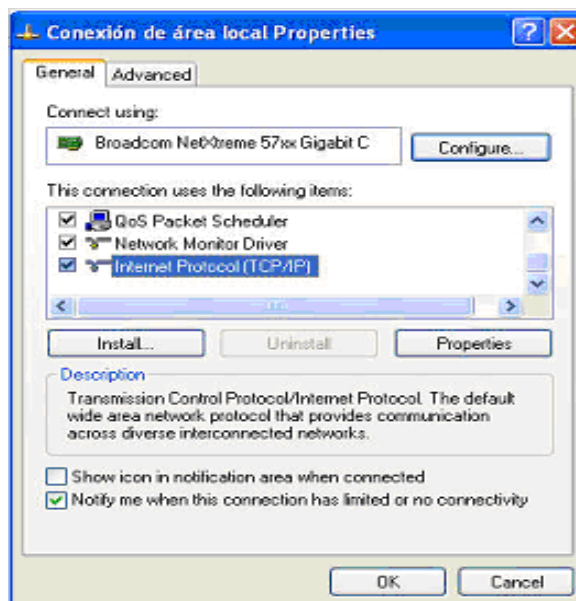 Conexión de área local Properties
General Advanced
Connect using:
Broadcom NetXtreme 57xx Gigabit C
Configure...
This connection uses the following items:
QoS Packet Scheduler
Network Monitor Driver
Internet Protocol (TCP/IP)
Install... Uninstall Properties
Description
Transmission Control Protocol/Internet Protocol. The default
wide area network protocol that provides communication
across diverse interconnected networks.
Show icon in notification area when connected
Notify me when this connection has limited or no connectivity
OK Cancel